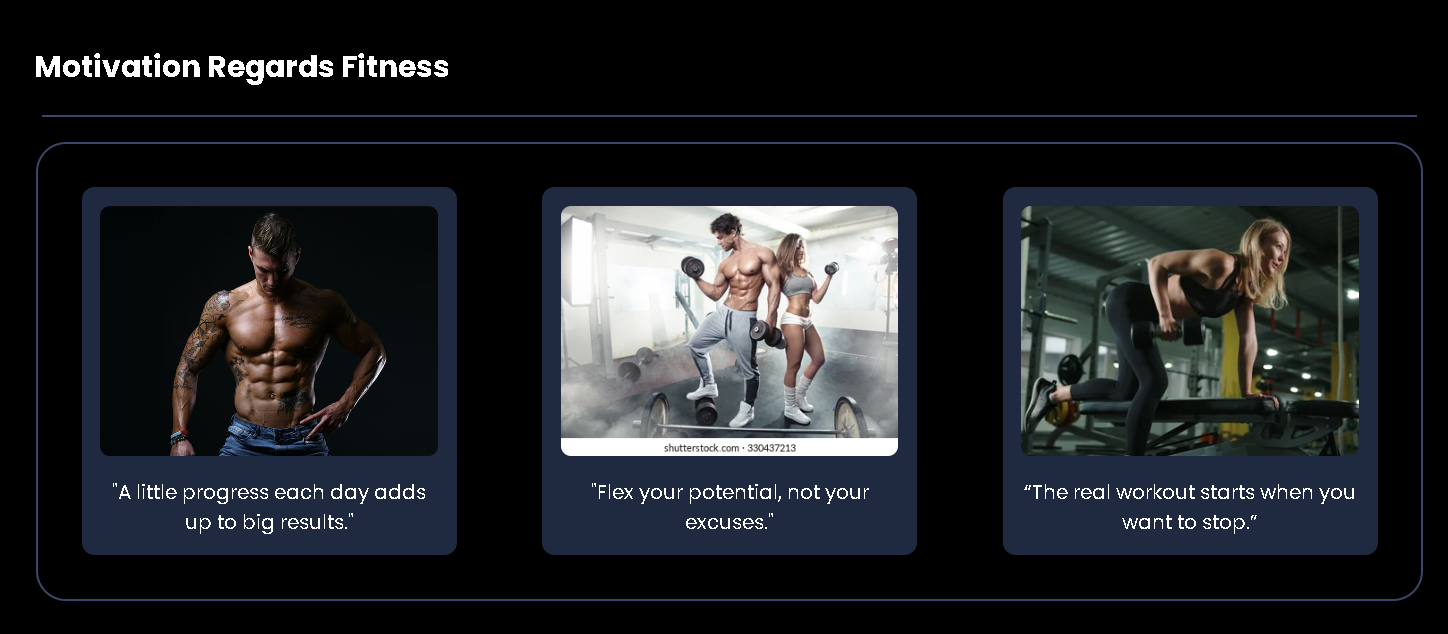 Motivation Regards Fitness
"A little progress each day adds
up to big results."
shutterstock.com · 330437213
"Flex your potential, not your
excuses."
“The real workout starts when you
want to stop.”